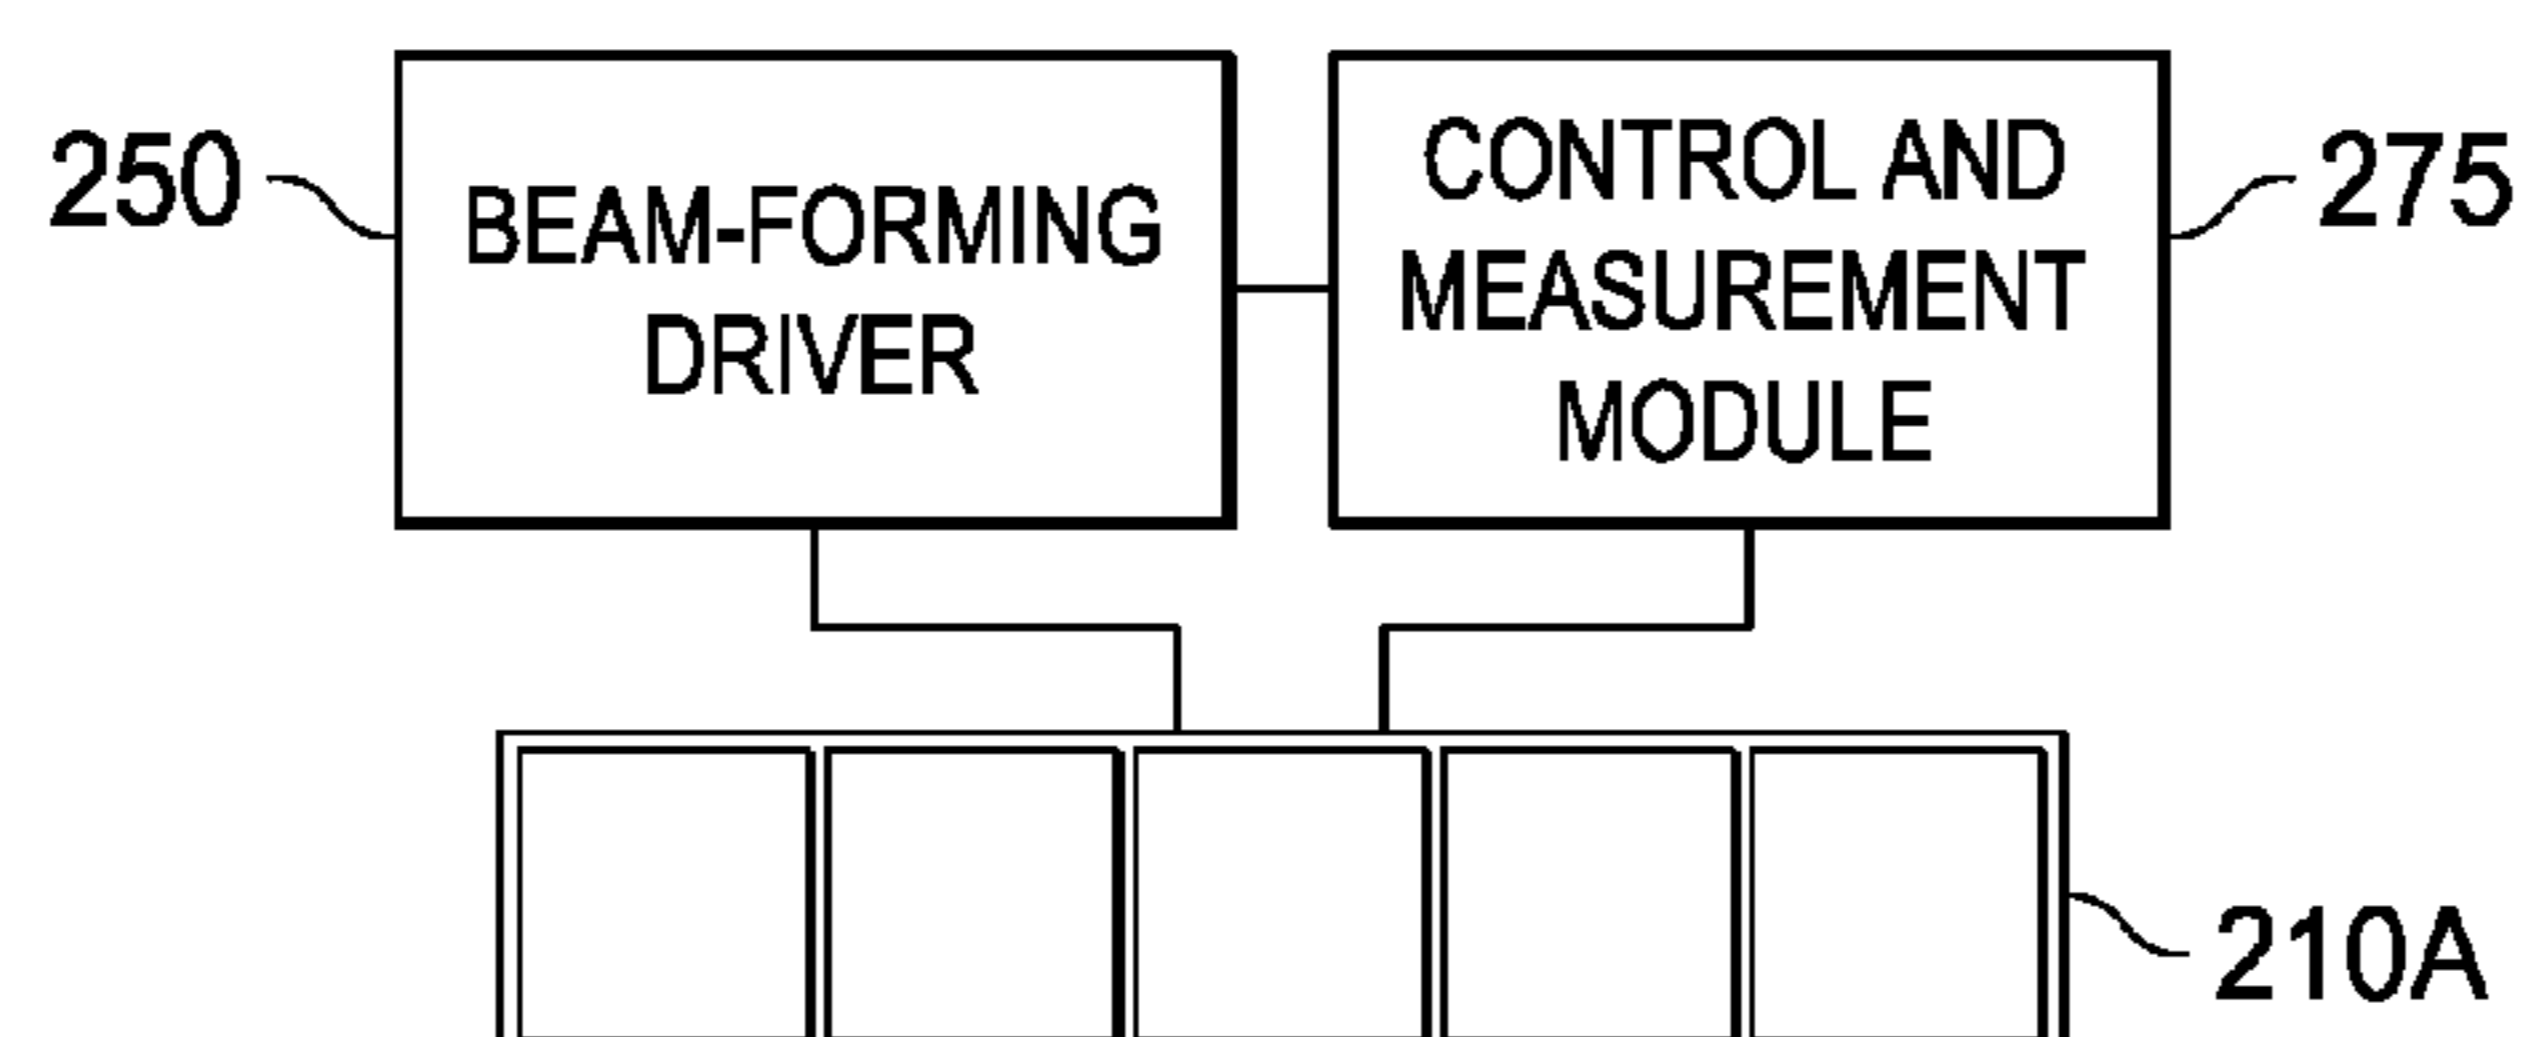 250
BEAM-FORMING
DRIVER
CONTROL AND
MEASUREMENT
MODULE
275
210A